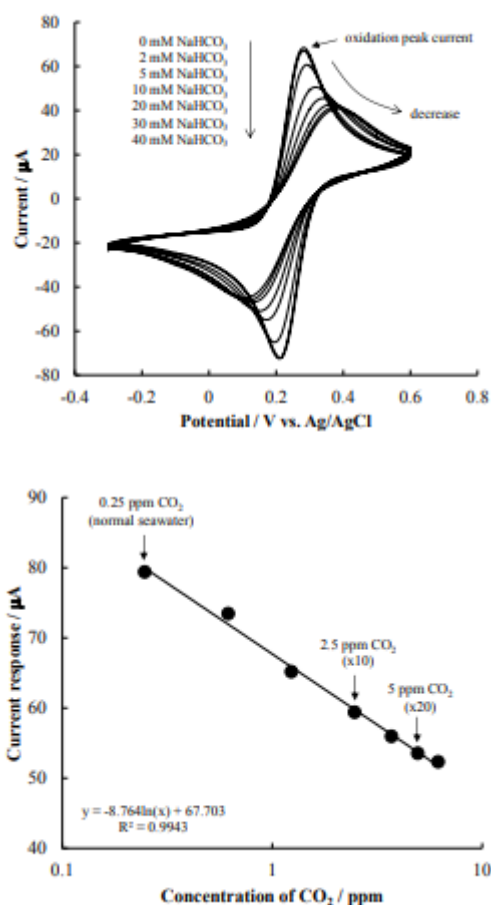 80
60
40
20
0
-20
-40
-60
-80
Current / μA
0 mM NaHCO₃
2 mM NaHCO₃
5 mM NaHCO₃
10 mM NaHCO₃
20 mM NaHCO₃
30 mM NaHCO₃
40 mM NaHCO₃
oxidation peak current
decrease
-0.4 -0.2 0 0.2 0.4 0.6 0.8
Potential / V vs. Ag/AgCl
90
80
70
60
50
40
Current response / μA
0.25 ppm CO₂
(normal seawater)
2.5 ppm CO₂
(x10)
5 ppm CO₂
(x20)
y = -8.764ln(x) + 67.703
R² = 0.9943
0.1 1 10
Concentration of CO₂ / ppm